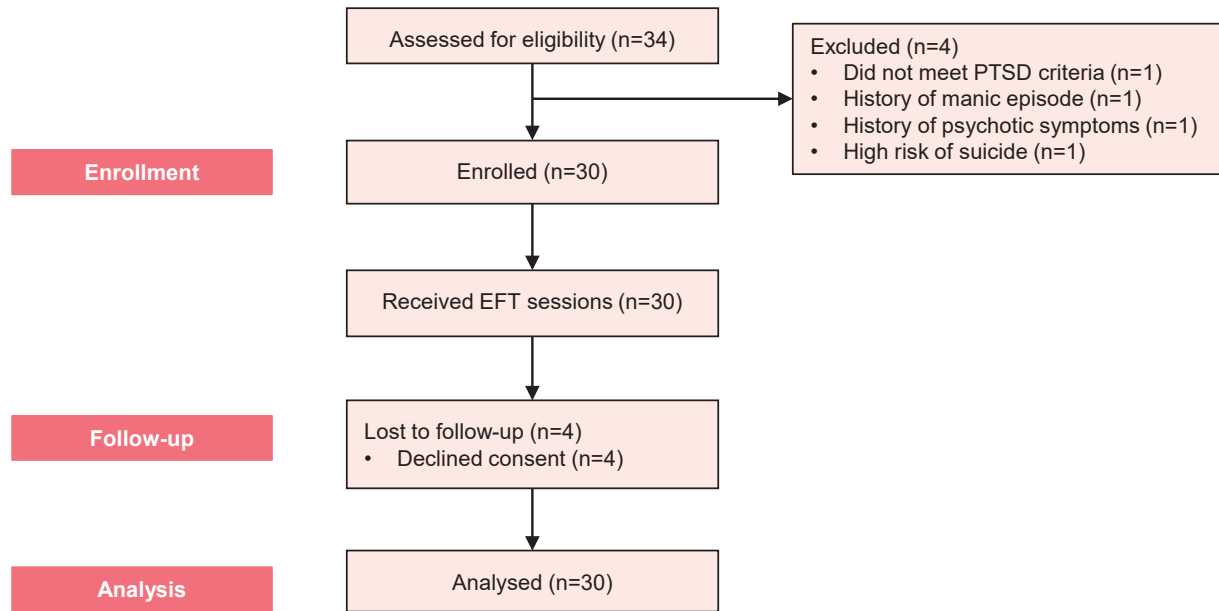 Assessed for eligibility (n=34)
Excluded (n=4)
• Did not meet PTSD criteria (n=1)
• History of manic episode (n=1)
• History of psychotic symptoms (n=1)
• High risk of suicide (n=1)
Enrollment
Enrolled (n=30)
Received EFT sessions (n=30)
Follow-up
Lost to follow-up (n=4)
• Declined consent (n=4)
Analysis
Analysed (n=30)